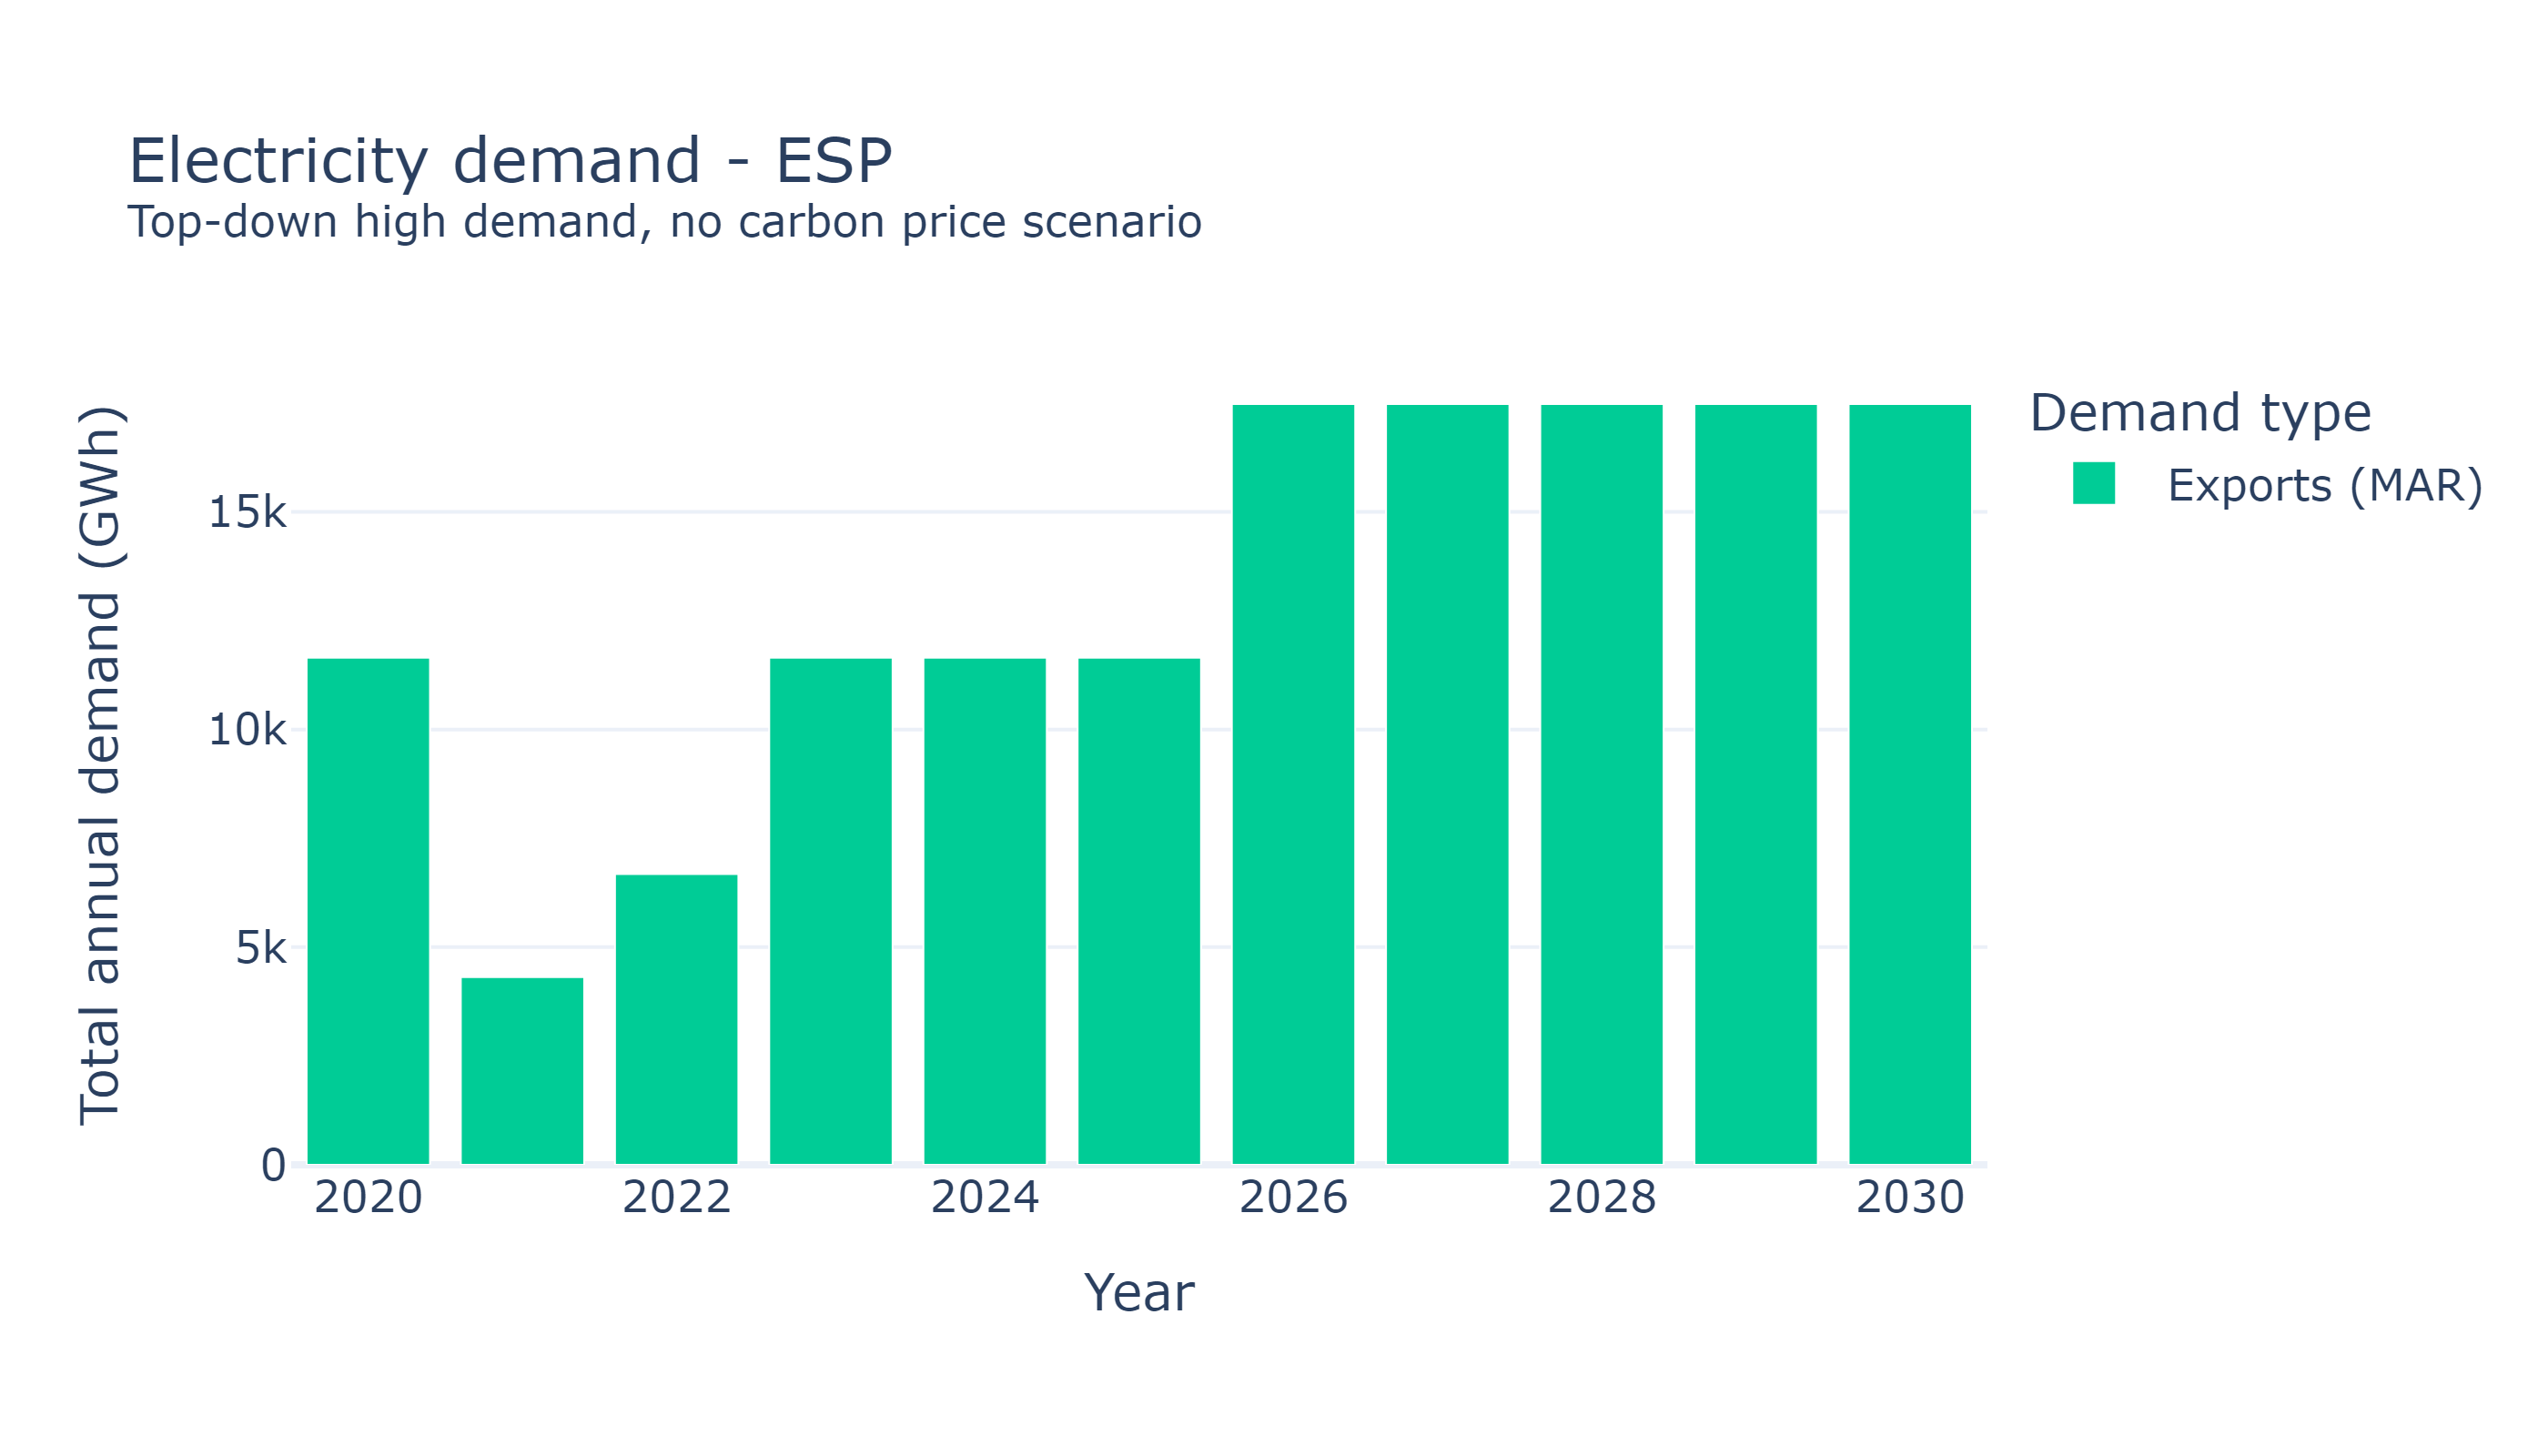 Electricity demand - ESP
Top-down high demand, no carbon price scenario
Total annual demand (GWh)
15k
10k
5k
0
2020 2022 2024 2026 2028 2030
Year
Demand type
Exports (MAR)